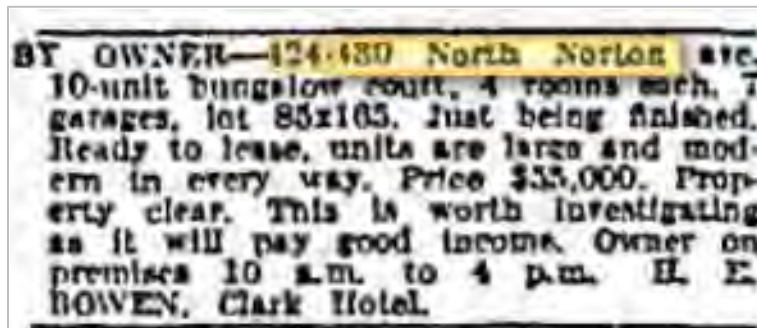 BY OWNER—424-430 North Norton ave.
10-unit bungalow court, 4 rooms each. 7
garages, lot 85x165. Just being finished.
Ready to lease, units are large and mod-
ern in every way. Price $35,000. Prop-
erty clear. This is worth investigating
as it will pay good income. Owner on
premises 10 a.m. to 4 p.m. H. E.
BOWEN, Clark Hotel.